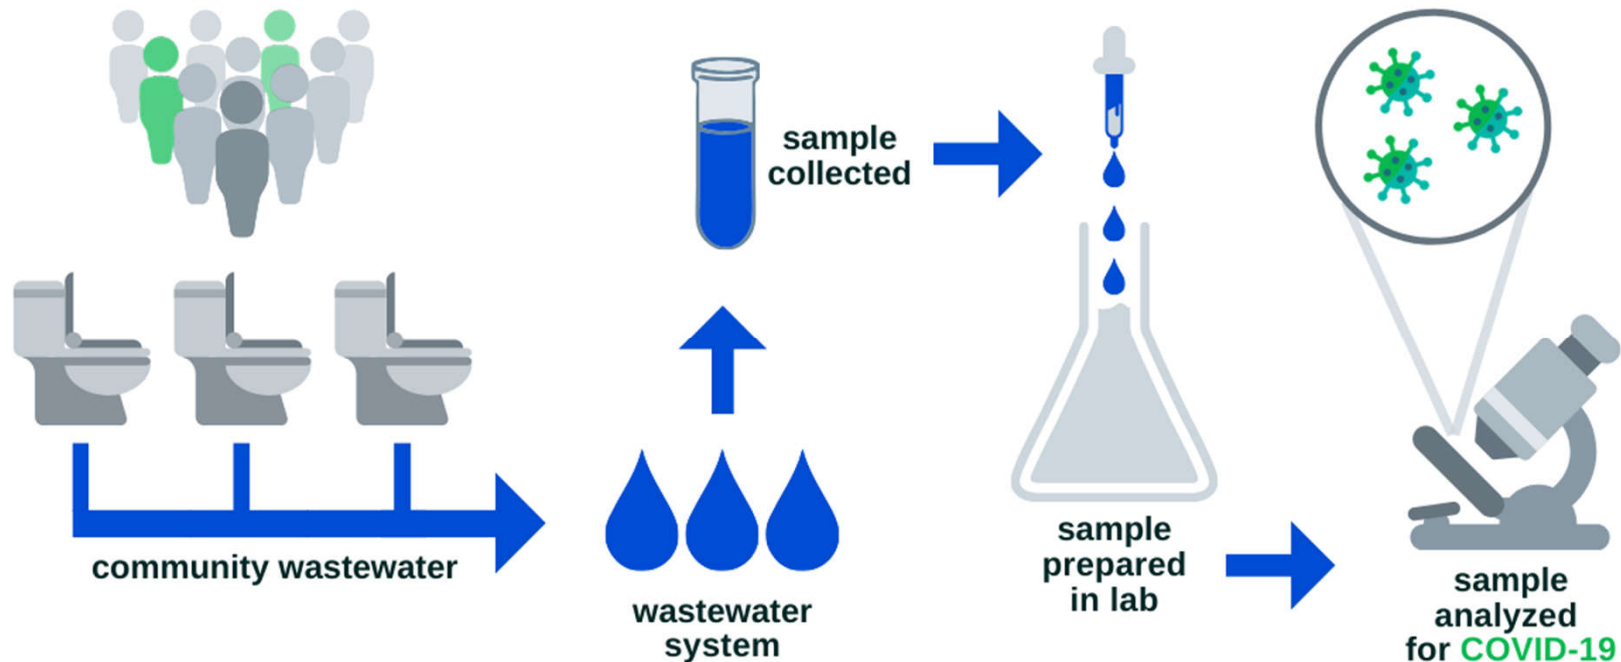 community wastewater
wastewater
system
sample
collected
sample
prepared
in lab
sample
analyzed
for COVID-19